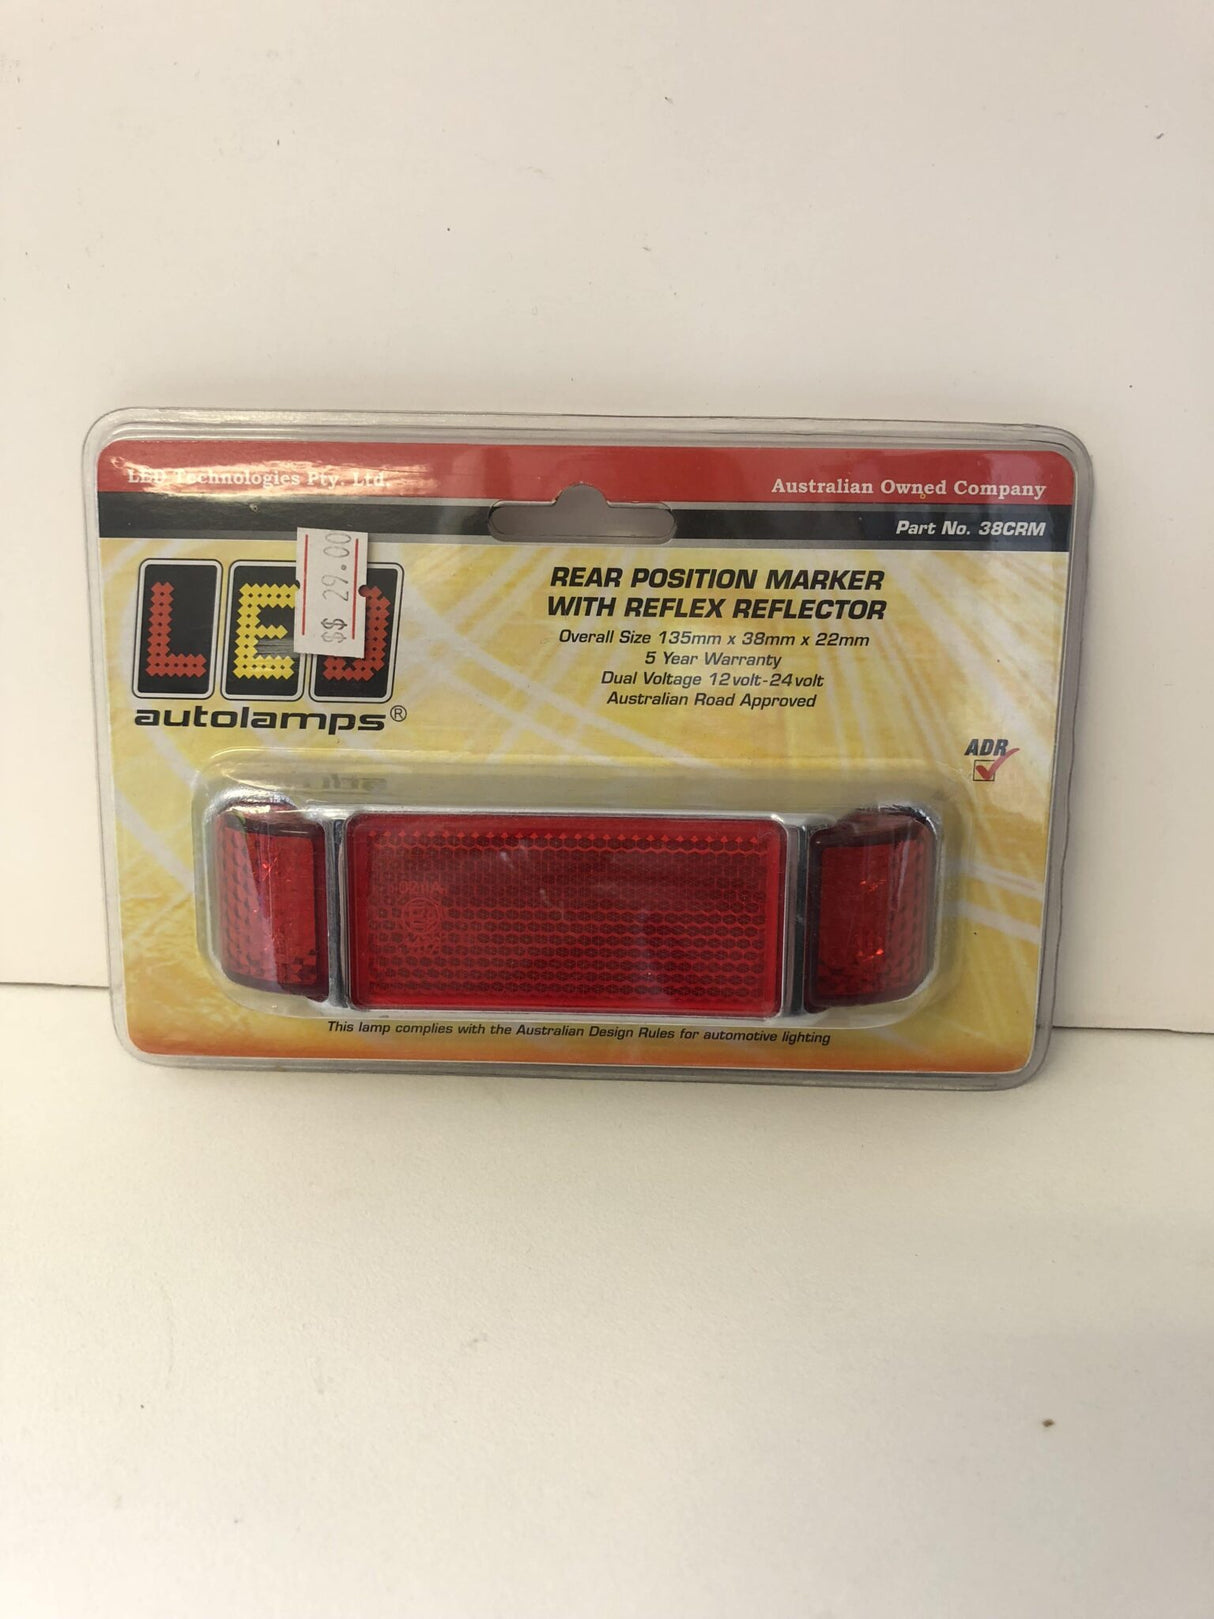 LED Technologies Pty. Ltd.
Australian Owned Company
Part No. 38CRM
$$ 29.00
LED
autolamps®
REAR POSITION MARKER
WITH REFLEX REFLECTOR
Overall Size 135mm x 38mm x 22mm
5 Year Warranty
Dual Voltage 12volt-24volt
Australian Road Approved
ADR
This lamp complies with the Australian Design Rules for automotive lighting